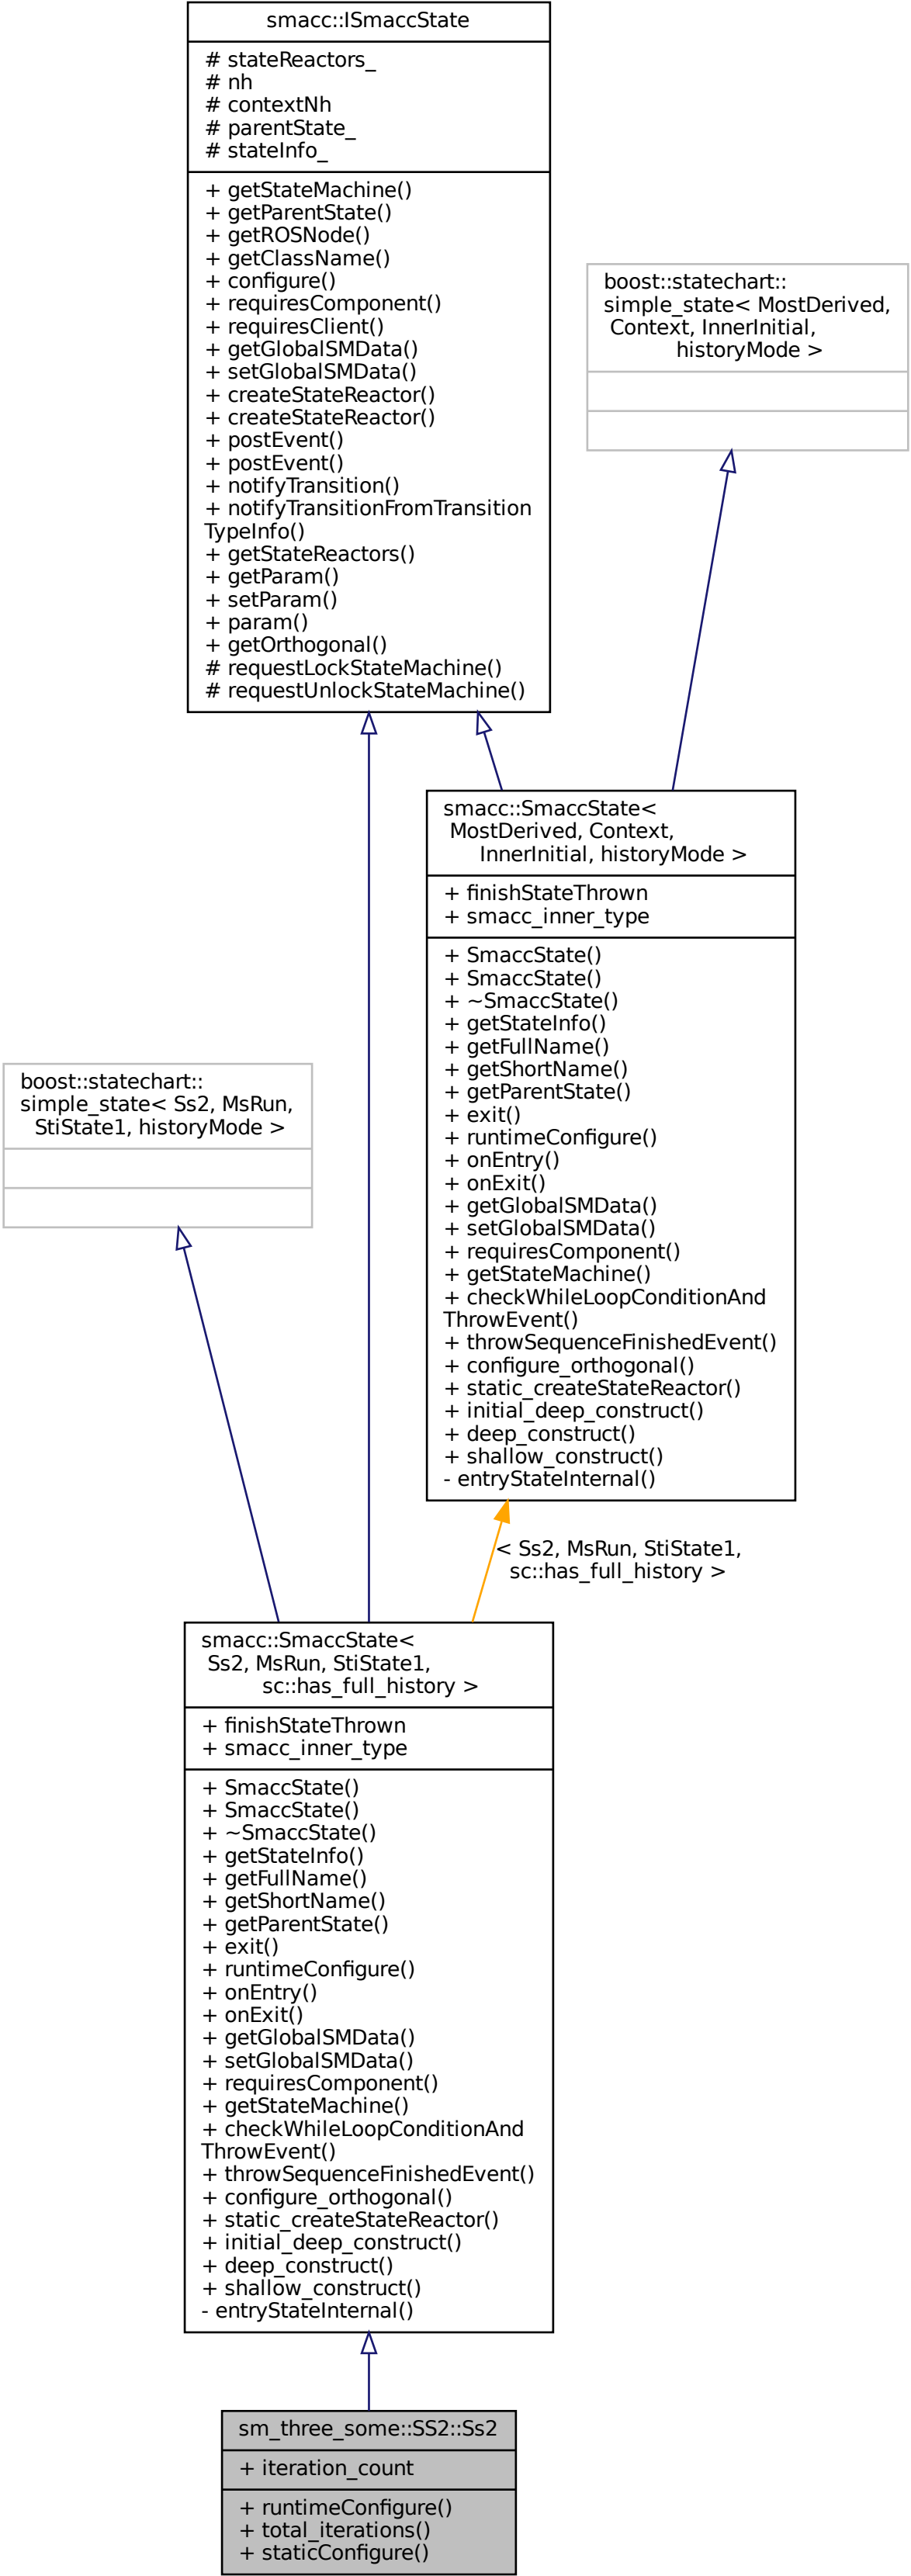 smacc::ISmaccState
# stateReactors_
# nh
# contextNh
# parentState_
# stateInfo_
+ getStateMachine()
+ getParentState()
+ getROSNode()
+ getClassName()
+ configure()
+ requiresComponent()
+ requiresClient()
+ getGlobalSMData()
+ setGlobalSMData()
+ createStateReactor()
+ createStateReactor()
+ postEvent()
+ postEvent()
+ notifyTransition()
+ notifyTransitionFromTransition
TypeInfo()
+ getStateReactors()
+ getParam()
+ setParam()
+ param()
+ getOrthogonal()
# requestLockStateMachine()
# requestUnlockStateMachine()
boost::statechart::
simple_state< MostDerived,
Context, InnerInitial,
historyMode >
smacc::SmaccState<
MostDerived, Context,
InnerInitial, historyMode >
+ finishStateThrown
+ smacc_inner_type
+ SmaccState()
+ SmaccState()
+ ~SmaccState()
+ getStateInfo()
+ getFullName()
+ getShortName()
+ getParentState()
+ exit()
+ runtimeConfigure()
+ onEntry()
+ onExit()
+ getGlobalSMData()
+ setGlobalSMData()
+ requiresComponent()
+ getStateMachine()
+ checkWhileLoopConditionAnd
ThrowEvent()
+ throwSequenceFinishedEvent()
+ configure_orthogonal()
+ static_createStateReactor()
+ initial_deep_construct()
+ deep_construct()
+ shallow_construct()
- entryStateInternal()
boost::statechart::
simple_state< Ss2, MsRun,
StiState1, historyMode >
< Ss2, MsRun, StiState1,
sc::has_full_history >
smacc::SmaccState<
Ss2, MsRun, StiState1,
sc::has_full_history >
+ finishStateThrown
+ smacc_inner_type
+ SmaccState()
+ SmaccState()
+ ~SmaccState()
+ getStateInfo()
+ getFullName()
+ getShortName()
+ getParentState()
+ exit()
+ runtimeConfigure()
+ onEntry()
+ onExit()
+ getGlobalSMData()
+ setGlobalSMData()
+ requiresComponent()
+ getStateMachine()
+ checkWhileLoopConditionAnd
ThrowEvent()
+ throwSequenceFinishedEvent()
+ configure_orthogonal()
+ static_createStateReactor()
+ initial_deep_construct()
+ deep_construct()
+ shallow_construct()
- entryStateInternal()
sm_three_some::SS2::Ss2
+ iteration_count
+ runtimeConfigure()
+ total_iterations()
+ staticConfigure()